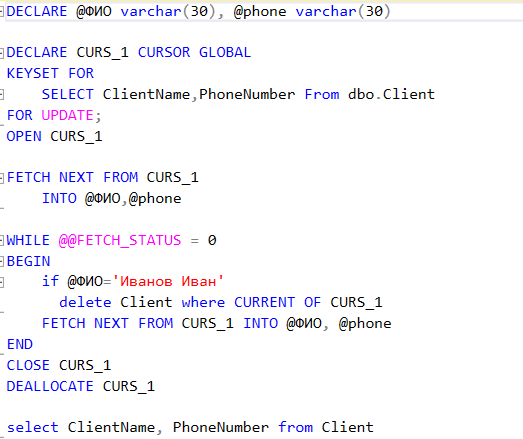 DECLARE @ФИО varchar(30), @phone varchar(30)
DECLARE CURS_1 CURSOR GLOBAL
KEYSET FOR
SELECT ClientName,PhoneNumber From dbo.Client
FOR UPDATE;
OPEN CURS_1
FETCH NEXT FROM CURS_1
INTO @ФИО,@phone
WHILE @@FETCH_STATUS = 0
BEGIN
if @ФИО='Иванов Иван'
delete Client where CURRENT OF CURS_1
FETCH NEXT FROM CURS_1 INTO @ФИО, @phone
END
CLOSE CURS_1
DEALLOCATE CURS_1
select ClientName, PhoneNumber from Client